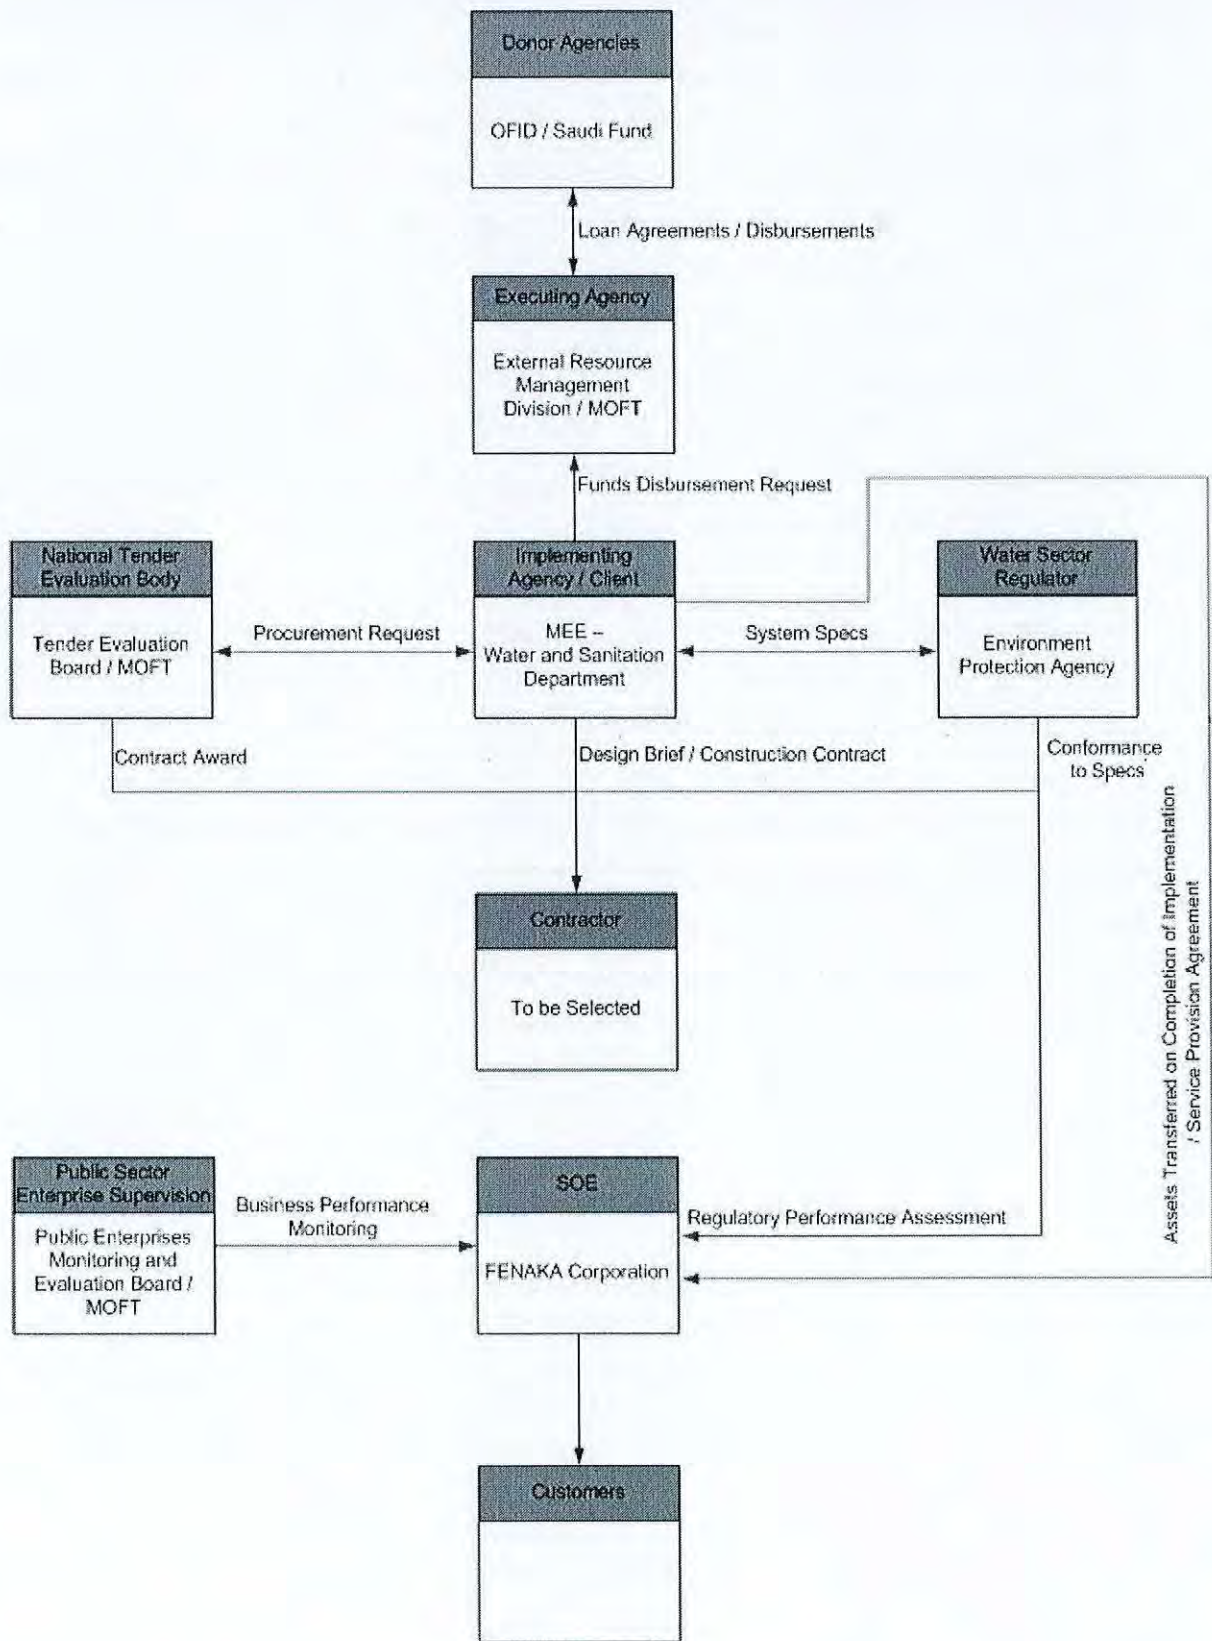 Donor Agencies
OFID / Saudi Fund
Loan Agreements / Disbursements
Executing Agency
External Resource
Management
Division / MOFT
Funds Disbursement Request
National Tender
Evaluation Body
Tender Evaluation
Board / MOFT
Procurement Request
Implementing
Agency / Client
MEE –
Water and Sanitation
Department
System Specs
Water Sector
Regulator
Environment
Protection Agency
Contract Award
Design Brief / Construction Contract
Conformance
to Specs
Assets Transferred on Completion of Implementation
/ Service Provision Agreement
Contractor
To be Selected
Public Sector
Enterprise Supervision
Public Enterprises
Monitoring and
Evaluation Board /
MOFT
Business Performance
Monitoring
SOE
FENAKA Corporation
Regulatory Performance Assessment
Customers